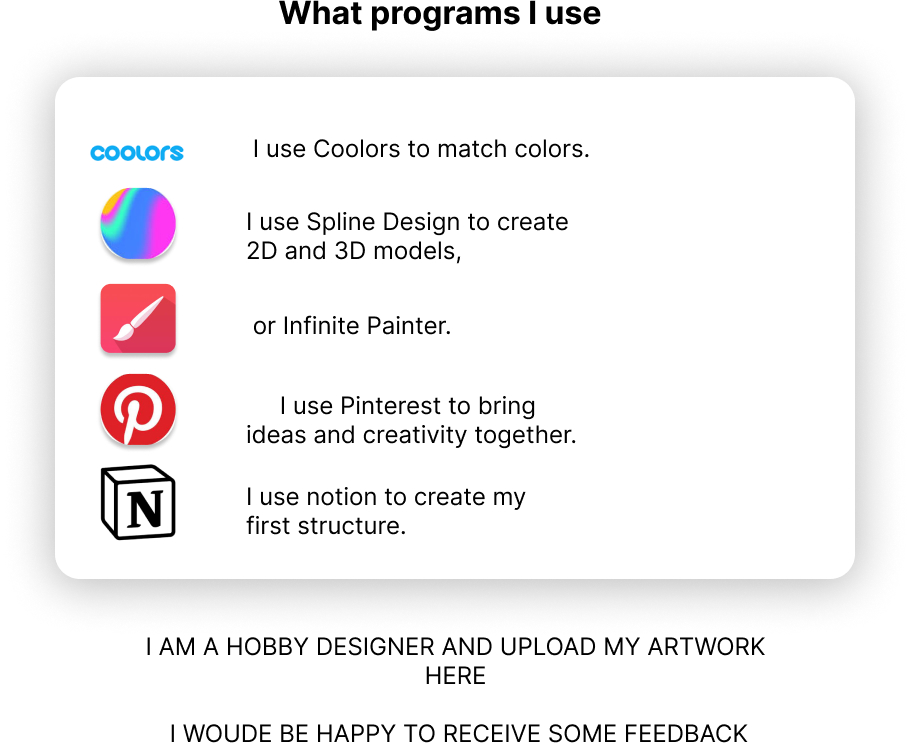 What programs I use
coolors
I use Coolors to match colors.
I use Spline Design to create
2D and 3D models,
or Infinite Painter.
I use Pinterest to bring
ideas and creativity together.
N
I use notion to create my
first structure.
I AM A HOBBY DESIGNER AND UPLOAD MY ARTWORK
HERE
I WOUDE BE HAPPY TO RECEIVE SOME FEEDBACK